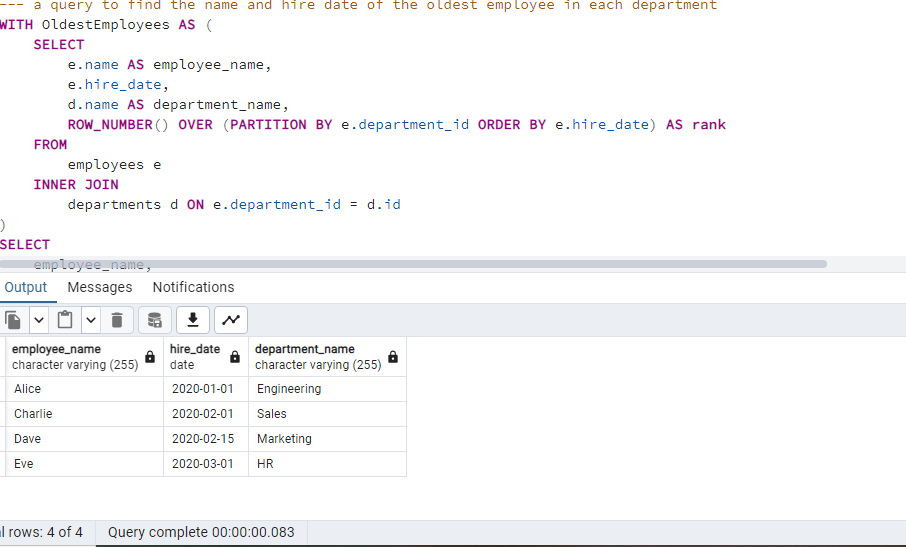 --- a query to find the name and hire date of the oldest employee in each department
WITH OldestEmployees AS (
    SELECT
        e.name AS employee_name,
        e.hire_date,
        d.name AS department_name,
        ROW_NUMBER() OVER (PARTITION BY e.department_id ORDER BY e.hire_date) AS rank
    FROM
        employees e
    INNER JOIN
        departments d ON e.department_id = d.id
)
SELECT
    employee_name,
Output Messages Notifications
employee_name hire_date department_name
character varying (255) date character varying (255)
Alice 2020-01-01 Engineering
Charlie 2020-02-01 Sales
Dave 2020-02-15 Marketing
Eve 2020-03-01 HR
l rows: 4 of 4 Query complete 00:00:00.083